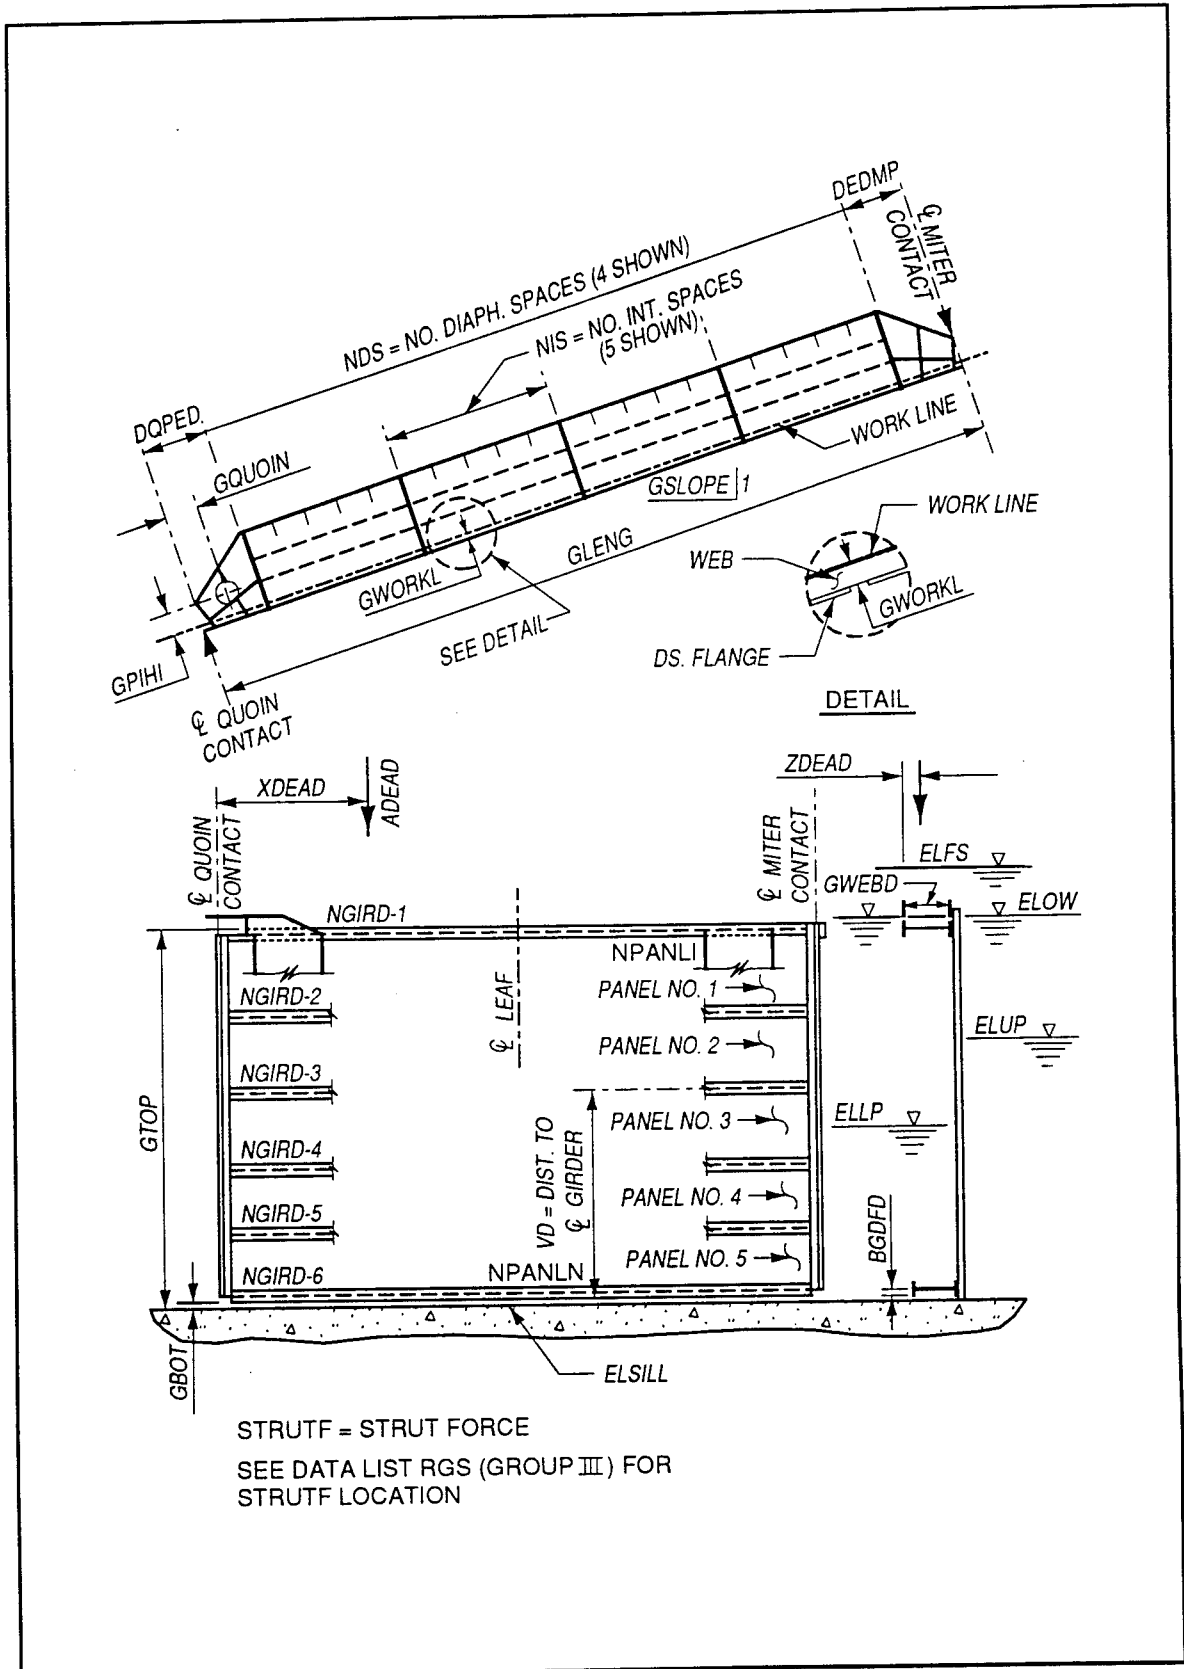 DEDMP
℄ MITER
CONTACT
NDS = NO. DIAPH. SPACES (4 SHOWN)
NIS = NO. INT. SPACES
(5 SHOWN)
DQPED.
GQUOIN
WORK LINE
GSLOPE 1
GLENG
GWORKL
SEE DETAIL
GPIHI
℄ QUOIN
CONTACT
WORK LINE
WEB
GWORKL
DS. FLANGE
DETAIL
XDEAD
ADEAD
ZDEAD
℄ QUOIN
CONTACT
℄ MITER
CONTACT
ELFS
GWEBD
ELOW
NGIRD-1
NPANLI
NGIRD-2
PANEL NO. 1
℄ LEAF
PANEL NO. 2
ELUP
NGIRD-3
GTOP
PANEL NO. 3
ELLP
VD = DIST. TO
℄ GIRDER
NGIRD-4
PANEL NO. 4
NGIRD-5
BGDFD
PANEL NO. 5
NGIRD-6
NPANLN
GBOT
ELSILL
STRUTF = STRUT FORCE
SEE DATA LIST RGS (GROUP III) FOR
STRUTF LOCATION